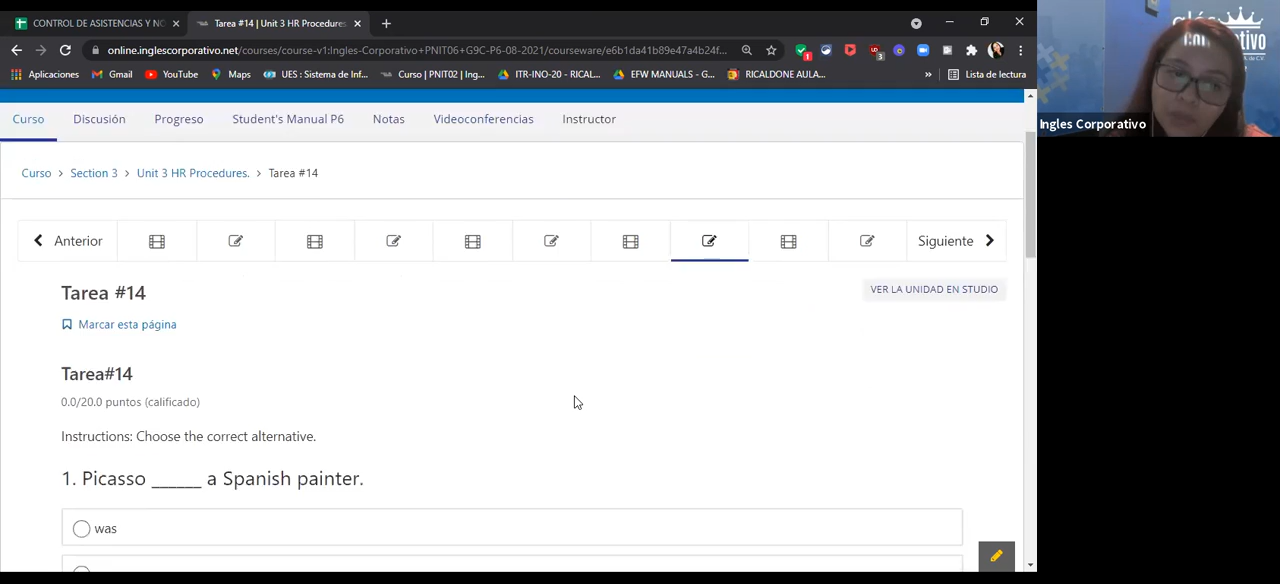 CONTROL DE ASISTENCIAS Y NO
Tarea #14 | Unit 3 HR Procedures.
online.inglescorporativo.net/courses/course-v1:Ingles-Corporativo+PNIT06+G9C-P6-08-2021/courseware/e6b1da41b89e47a4b24f...
Aplicaciones
Gmail
YouTube
Maps
UES : Sistema de Inf...
Curso | PNIT02 | Ing...
ITR-INO-20 - RICAL...
EFW MANUALS - G...
RICALDONE AULA...
»
Lista de lectura
Curso
Discusión
Progreso
Student's Manual P6
Notas
Videoconferencias
Instructor
Curso > Section 3 > Unit 3 HR Procedures. > Tarea #14
Anterior
Siguiente
Tarea #14
VER LA UNIDAD EN STUDIO
Marcar esta página
Tarea#14
0.0/20.0 puntos (calificado)
Instructions: Choose the correct alternative.
1. Picasso ______ a Spanish painter.
was
Ingles Corporativo